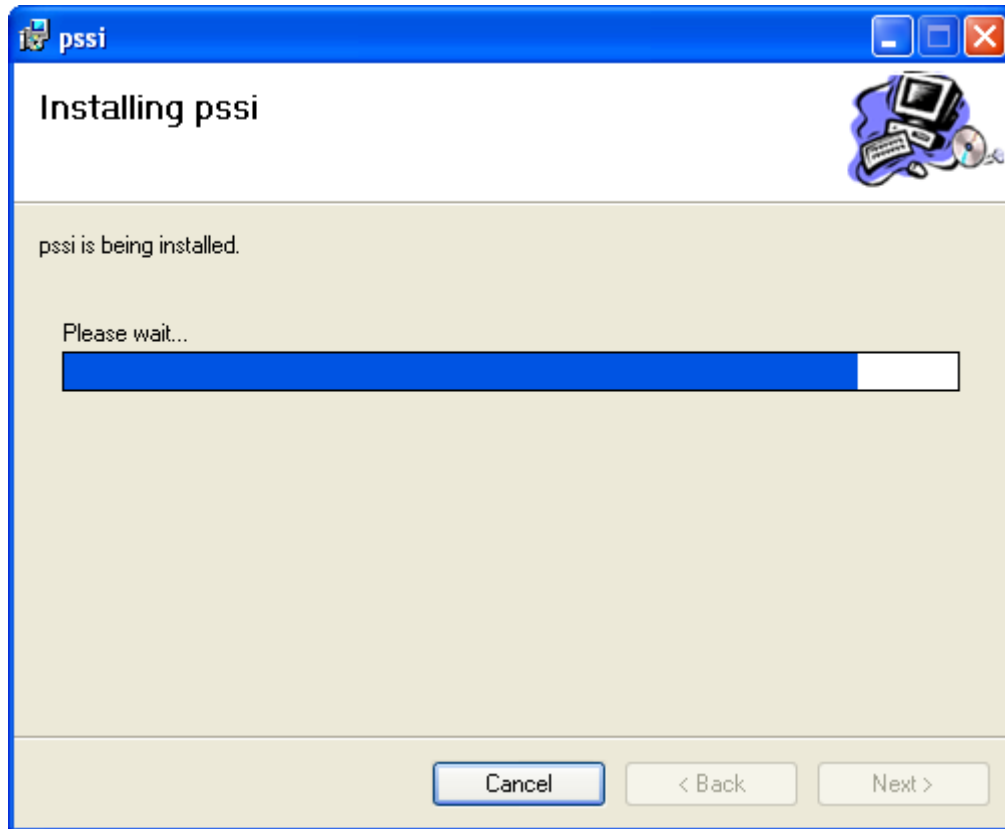 pssi
Installing pssi
pssi is being installed.
Please wait...
Cancel
< Back
Next >